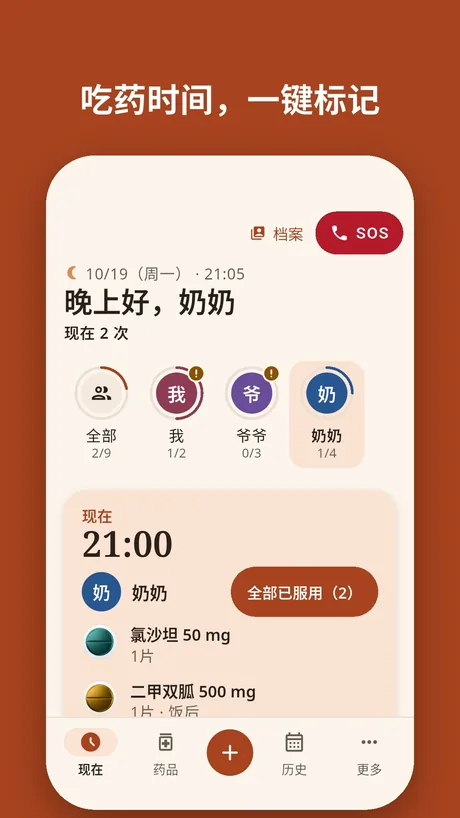 吃药时间，一键标记
档案
SOS
10/19（周一） · 21:05
晚上好，奶奶
现在 2 次
我
爷
奶
全部
我
爷爷
奶奶
2/9
1/2
0/3
1/4
现在
21:00
奶
奶奶
全部已服用（2）
氯沙坦 50 mg
1片
二甲双胍 500 mg
1片 · 饭后
现在
药品
历史
更多